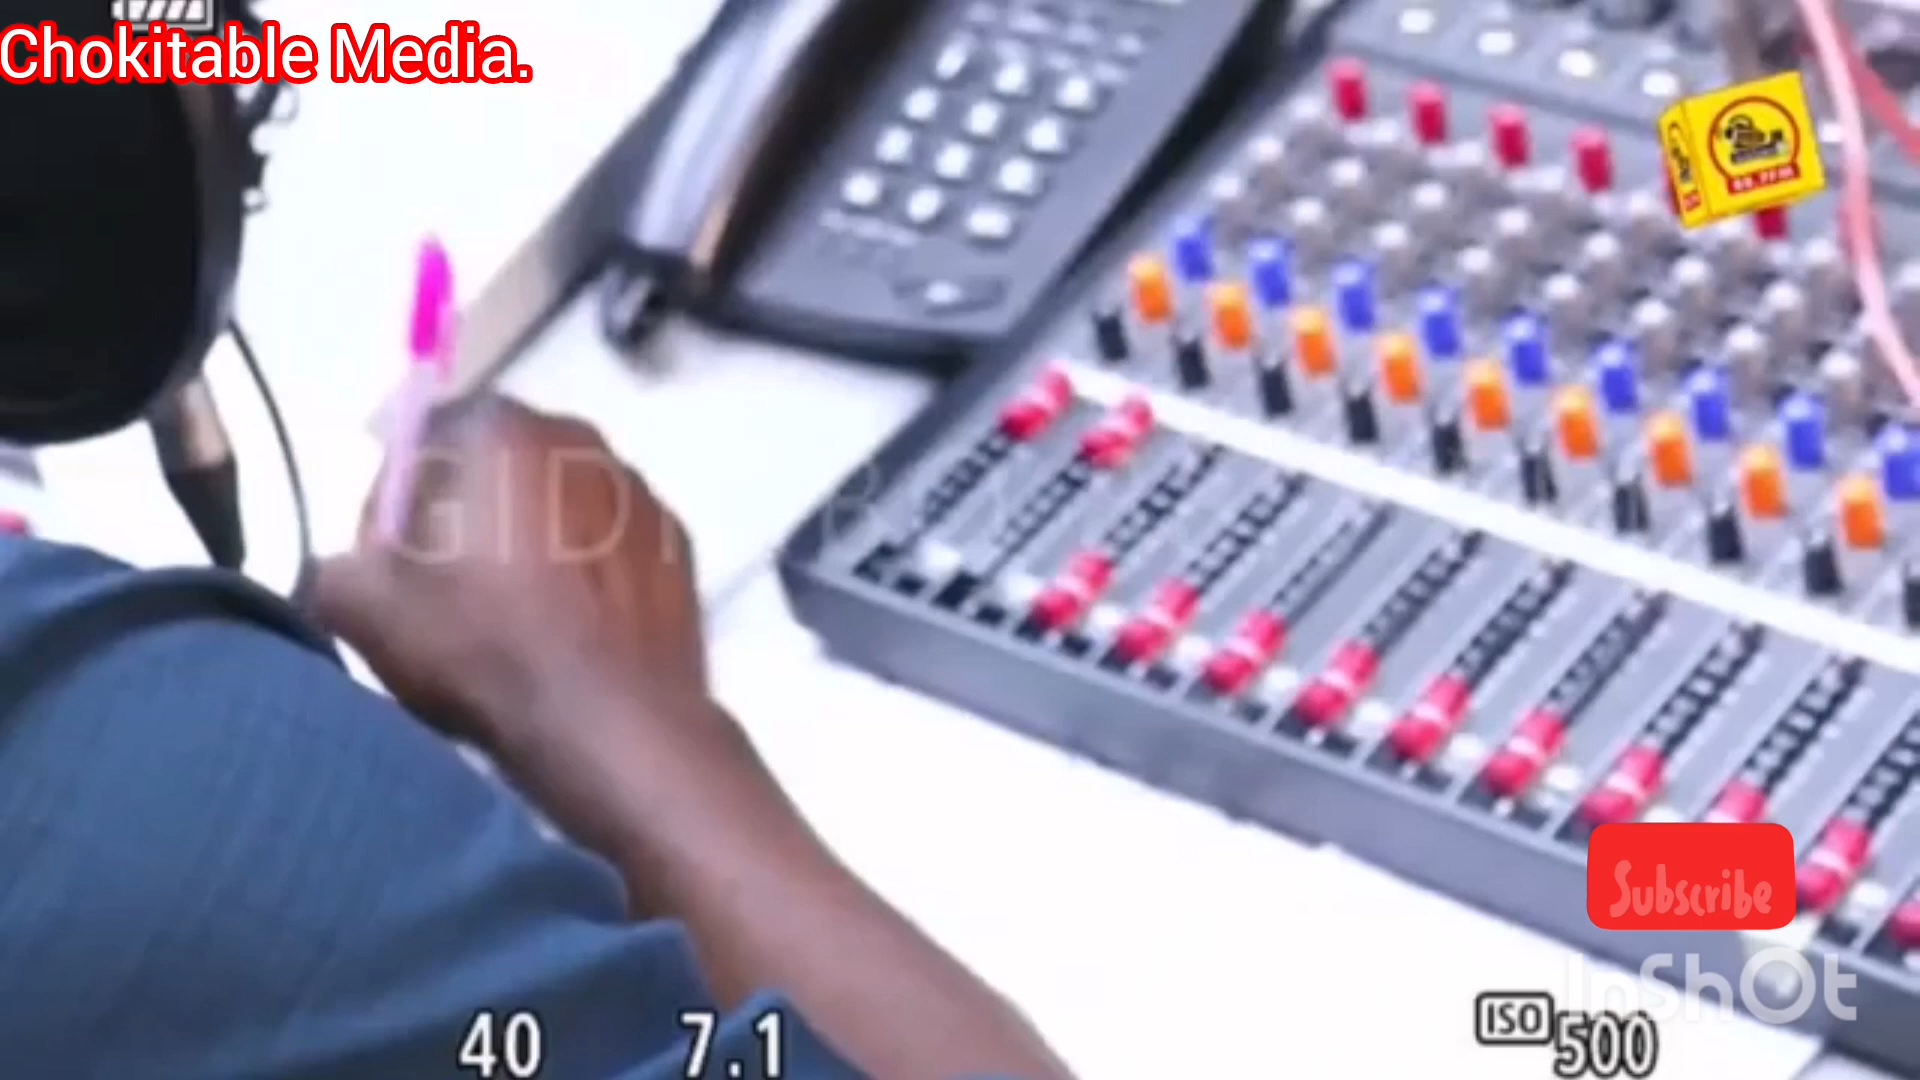 Chokitable Media.
GIDI
Subscribe
InShOt
40 7.1 ISO 500